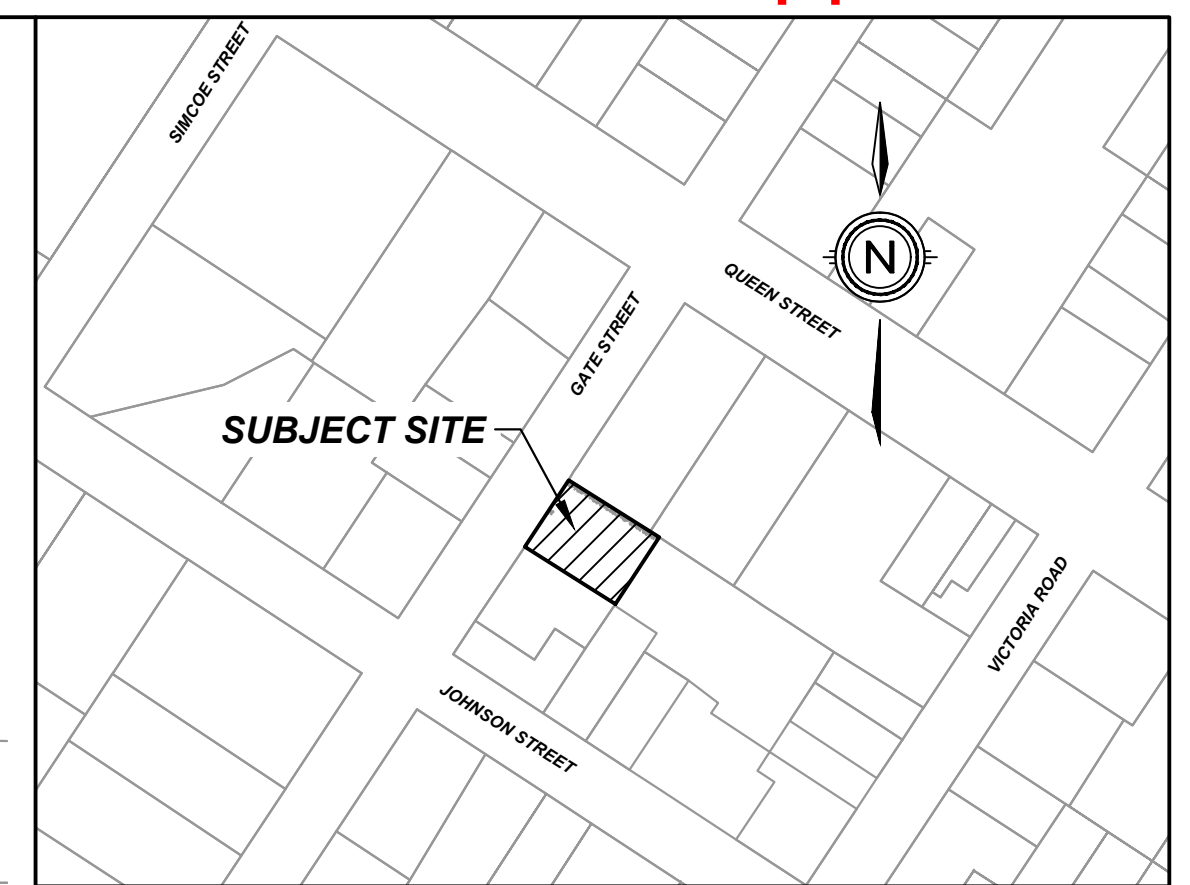 SIMCOE STREET
N
QUEEN STREET
GATE STREET
SUBJECT SITE
VICTORIA ROAD
JOHNSON STREET